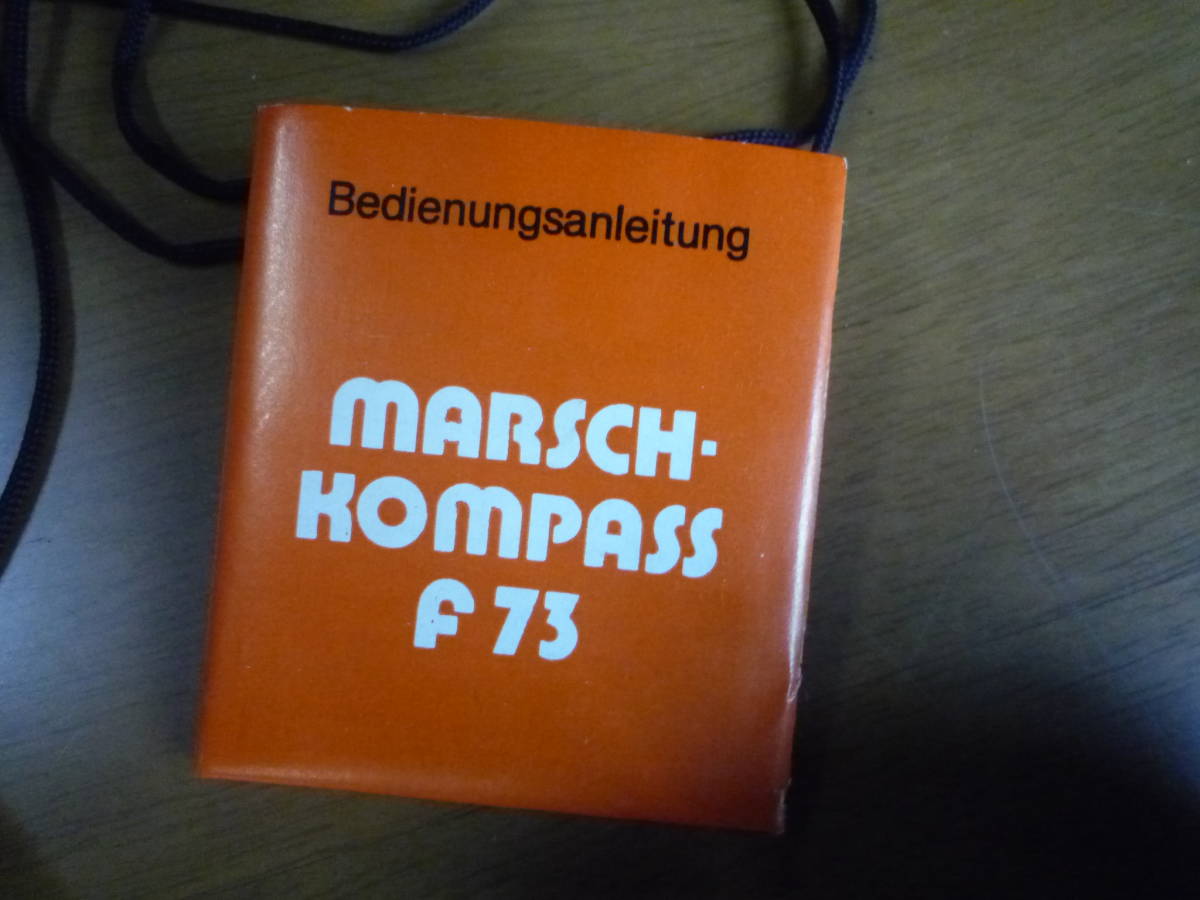 Bedienungsanleitung
MARSCH-
KOMPASS
F 73